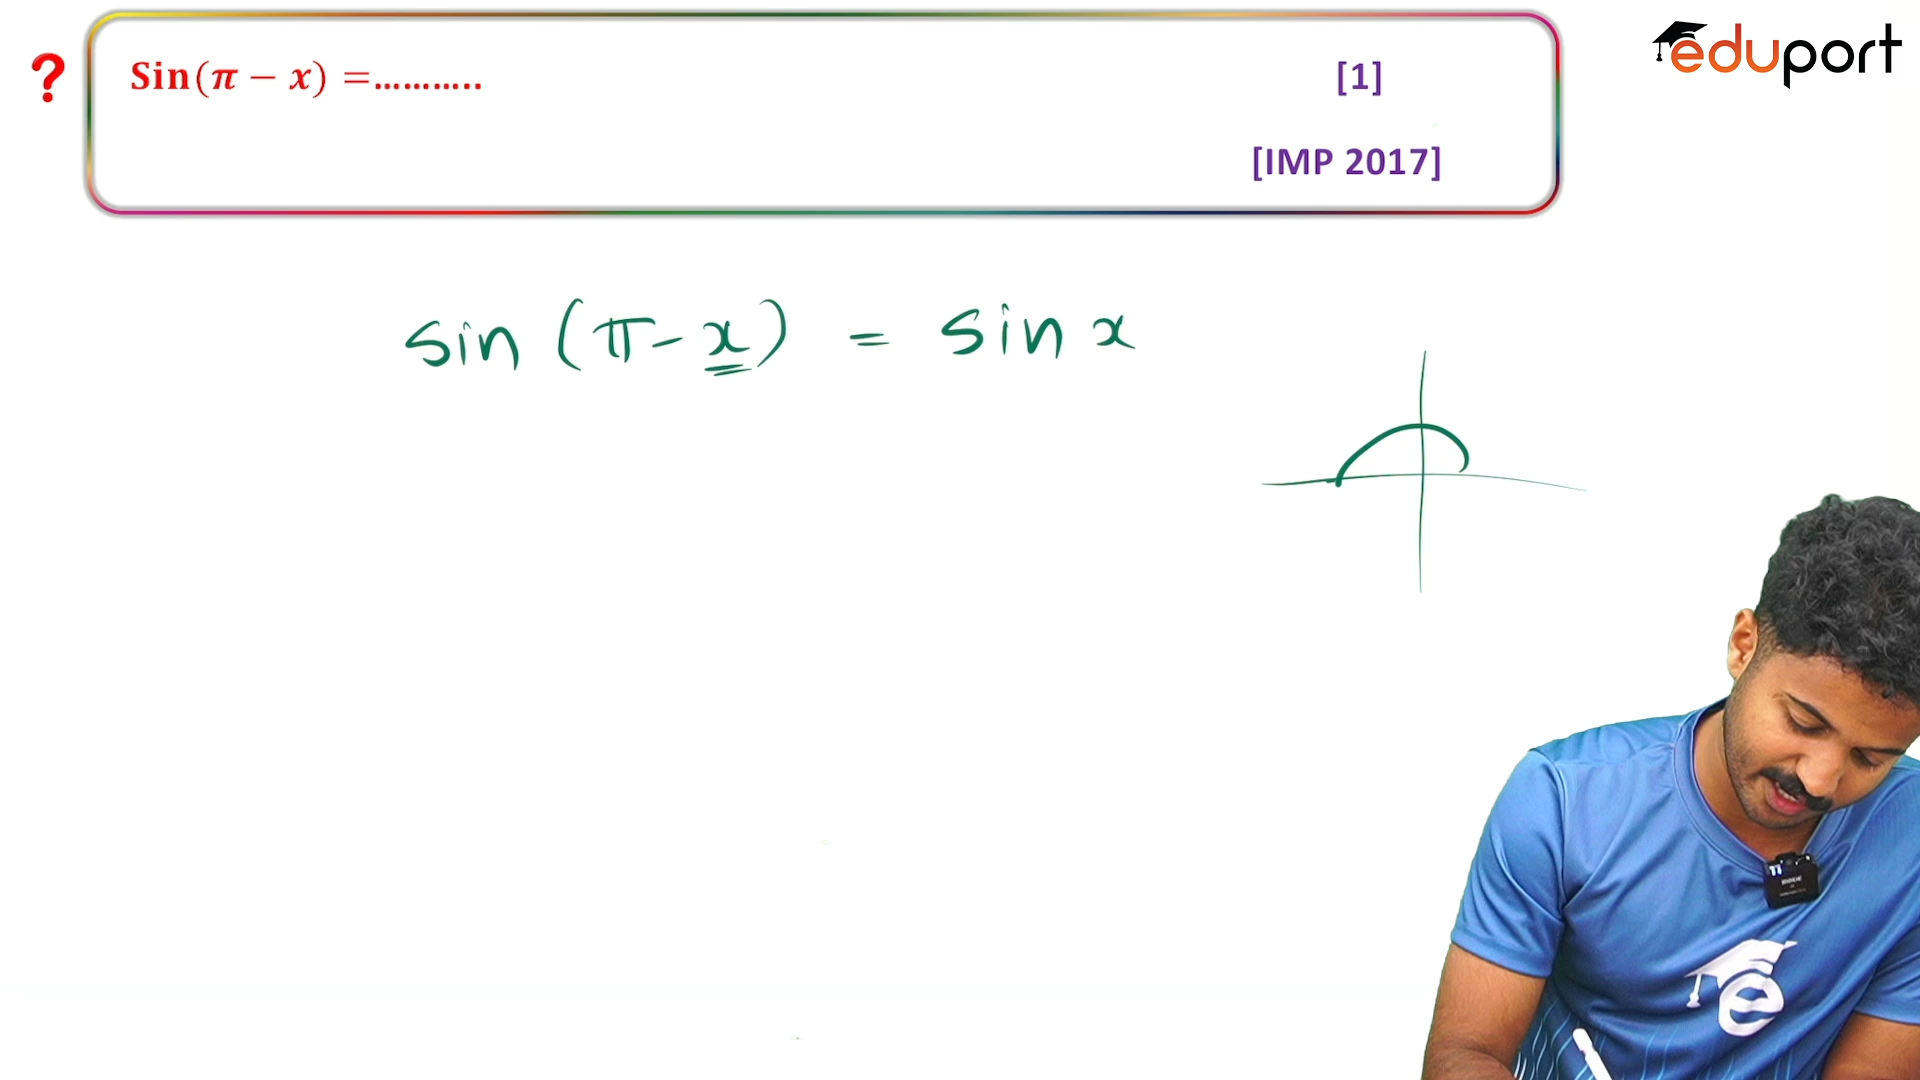 ? Sin(π − x) =........... [1]
eduport
[IMP 2017]
sin (π-x) = sin x